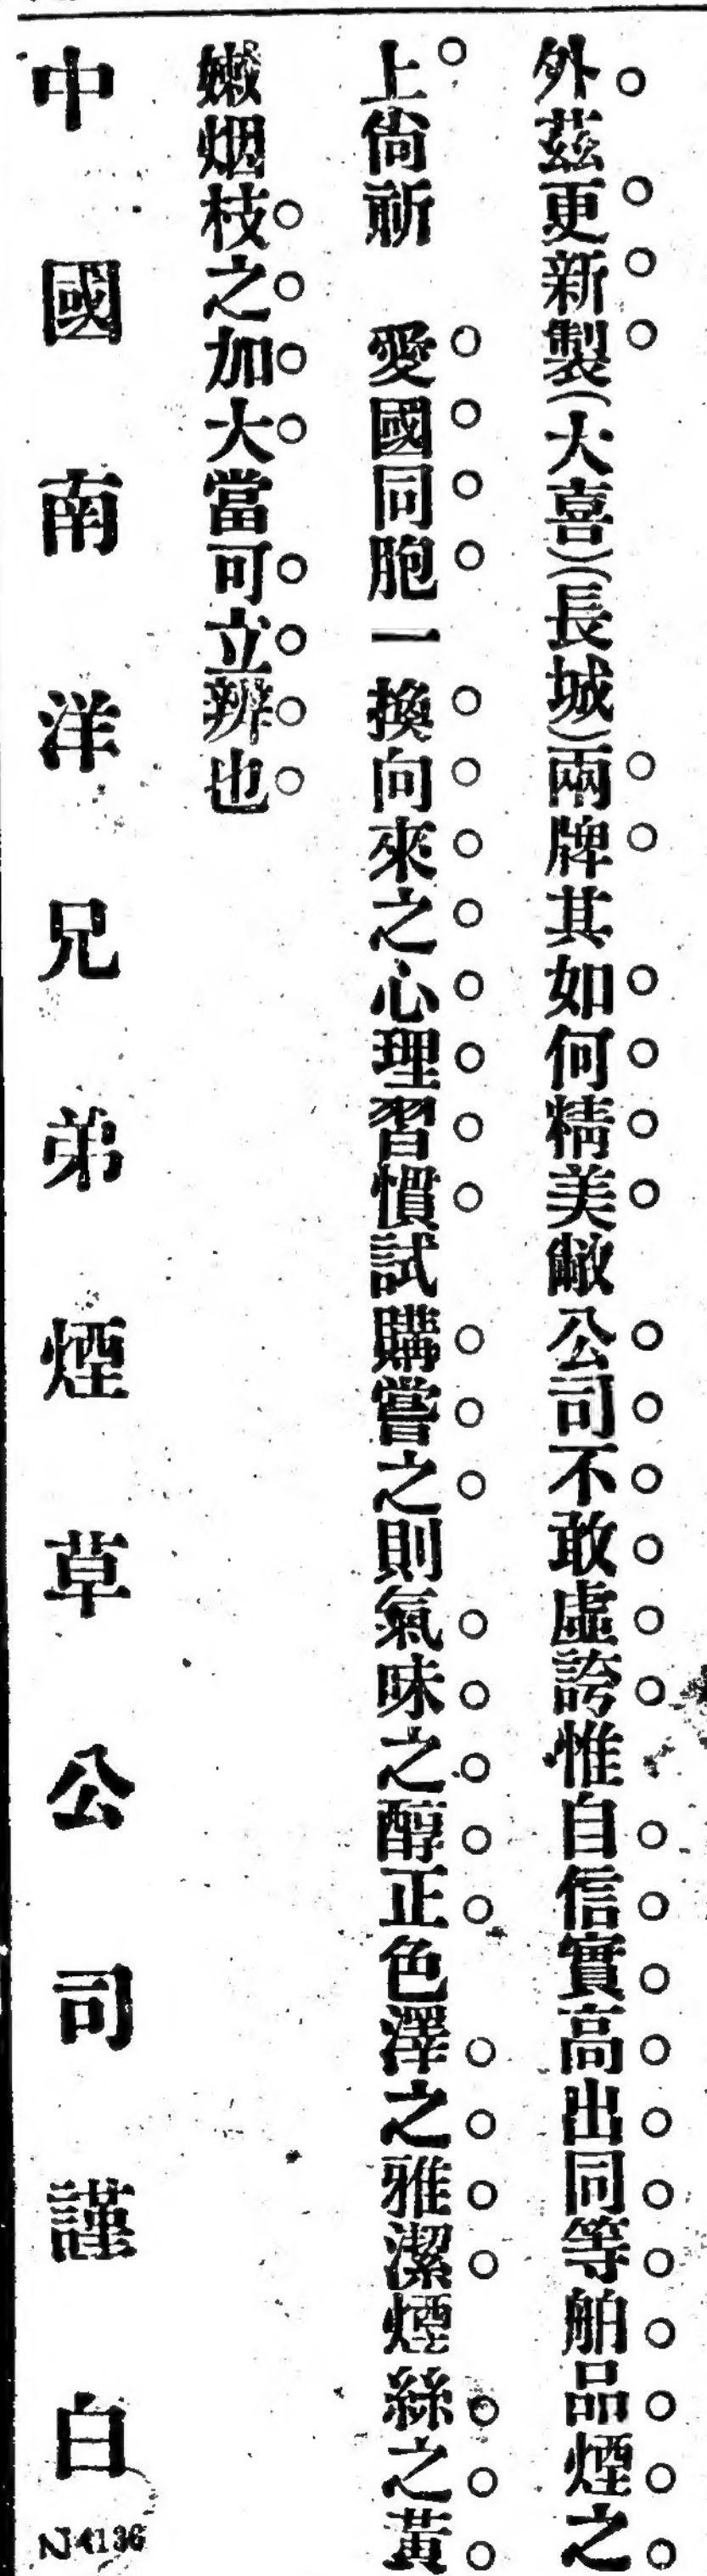 外茲更新製(大喜)(長城)兩牌其如何精美敝公司不敢虛誇惟自信實高出同等舶品煙之
上尙祈　愛國同胞一換向來之心理習慣試購嘗之則氣味之醇正色澤之雅潔煙絲之黃
嫩烟枝之加大當可立辨也
中國南洋兄弟煙草公司謹白
N4136